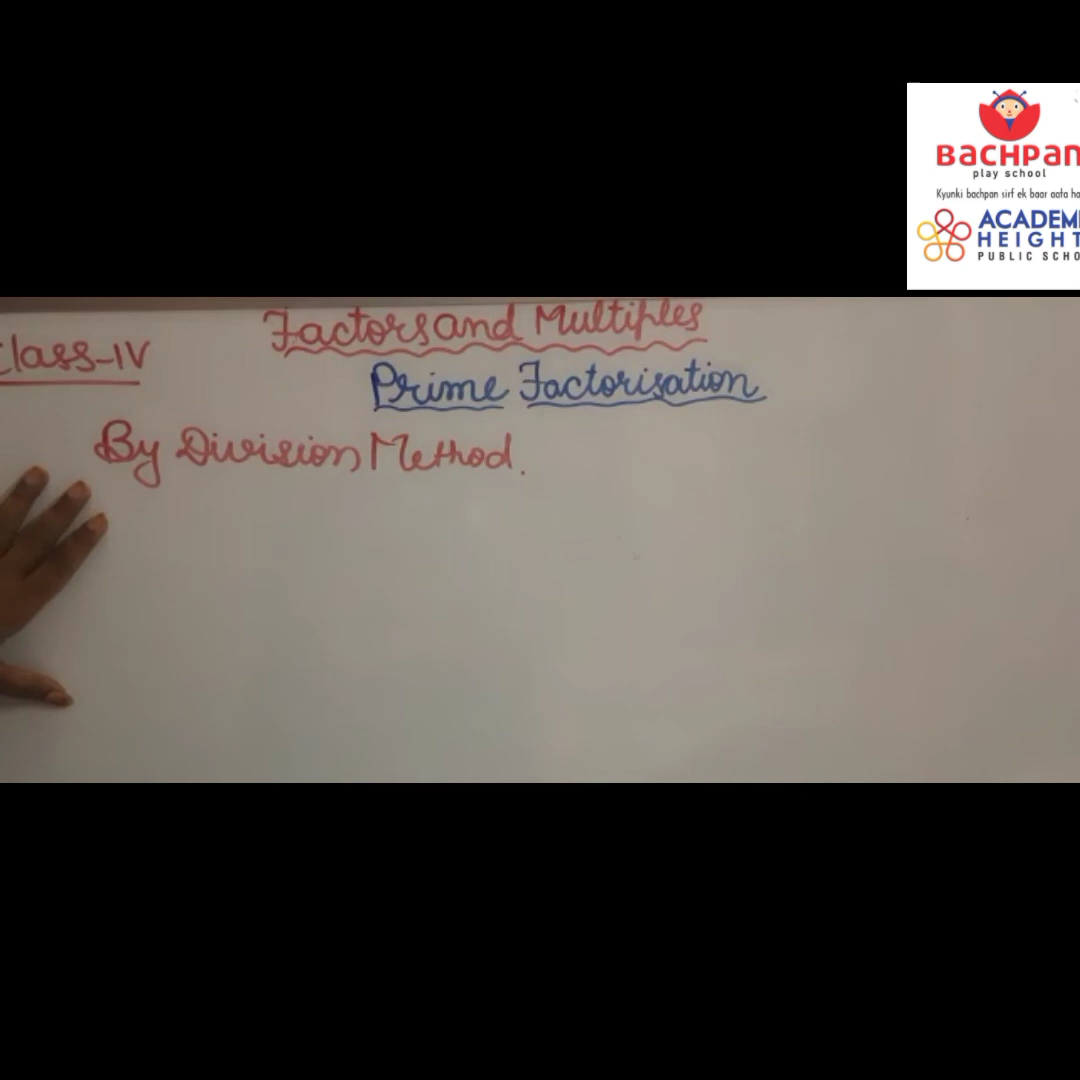 BACHPAN
play school
Kyunki bachpan sirf ek baar aata ha
ACADEMI
HEIGHT
PUBLIC SCHO
Factors and Multiples
Class-IV
Prime Factorisation
By Division Method.